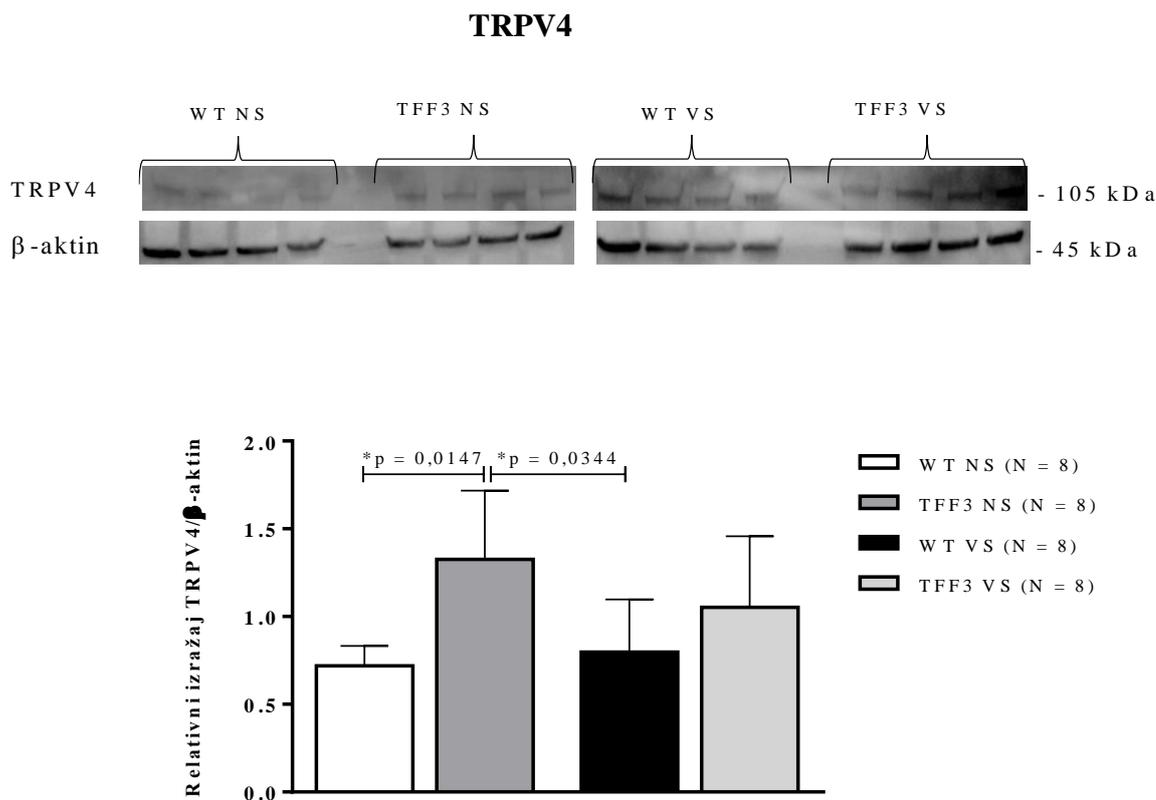 TRPV4
WT NS
TFF3 NS
WT VS
TFF3 VS
TRPV4
- 105 kDa
β-aktin
- 45 kDa
Relativni izražaj TRPV4/β-aktin
2.0
1.5
1.0
0.5
0.0
*p = 0,0147
*p = 0,0344
WT NS (N = 8)
TFF3 NS (N = 8)
WT VS (N = 8)
TFF3 VS (N = 8)